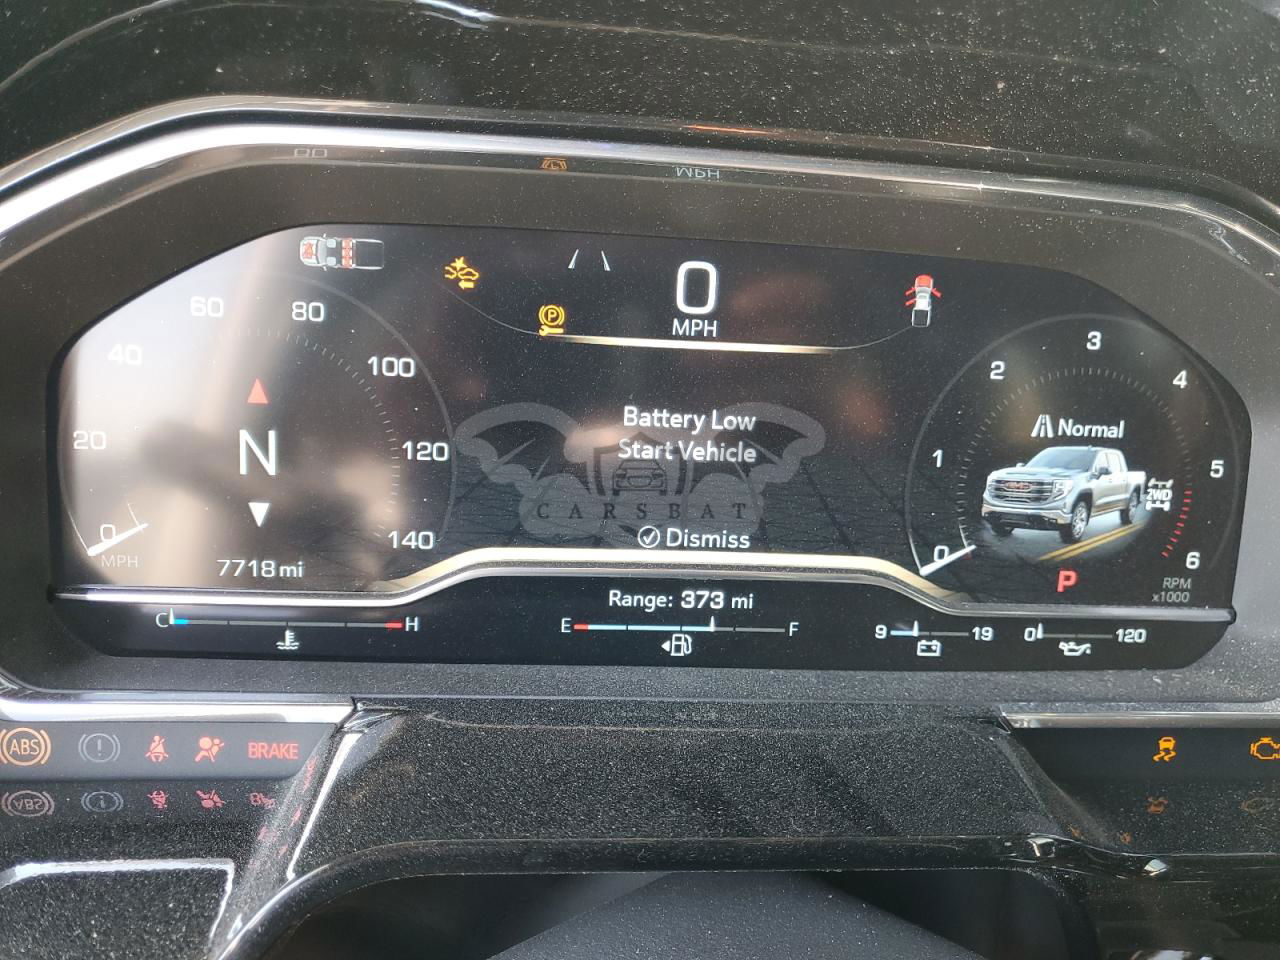 0
MPH
60
80
40
100
20
120
0
MPH
140
N
7718 mi
Battery Low
Start Vehicle
CARSBAT
Dismiss
Range: 373 mi
C
H
E
F
9
19
0
120
1
2
3
4
5
6
0
Normal
GMC
2WD
P
RPM
x1000
P
ABS
BRAKE
MPH
ABS